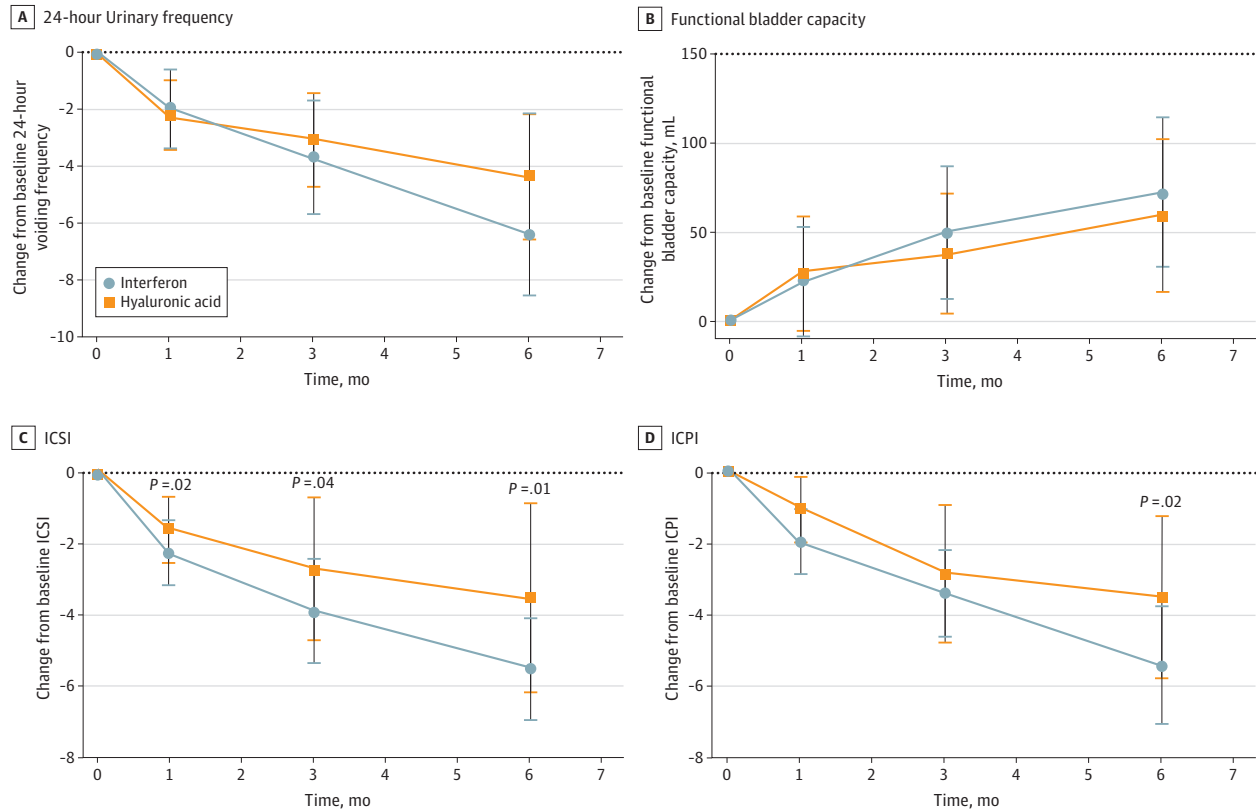 A 24-hour Urinary frequency
Change from baseline 24-hour
voiding frequency
0
-2
-4
-6
-8
-10
Interferon
Hyaluronic acid
0 1 2 3 4 5 6 7
Time, mo
B Functional bladder capacity
Change from baseline functional
bladder capacity, mL
150
100
50
0
0 1 2 3 4 5 6 7
Time, mo
C ICSI
Change from baseline ICSI
0
-2
-4
-6
-8
P =.02
P =.04
P =.01
0 1 2 3 4 5 6 7
Time, mo
D ICPI
Change from baseline ICPI
0
-2
-4
-6
-8
P =.02
0 1 2 3 4 5 6 7
Time, mo